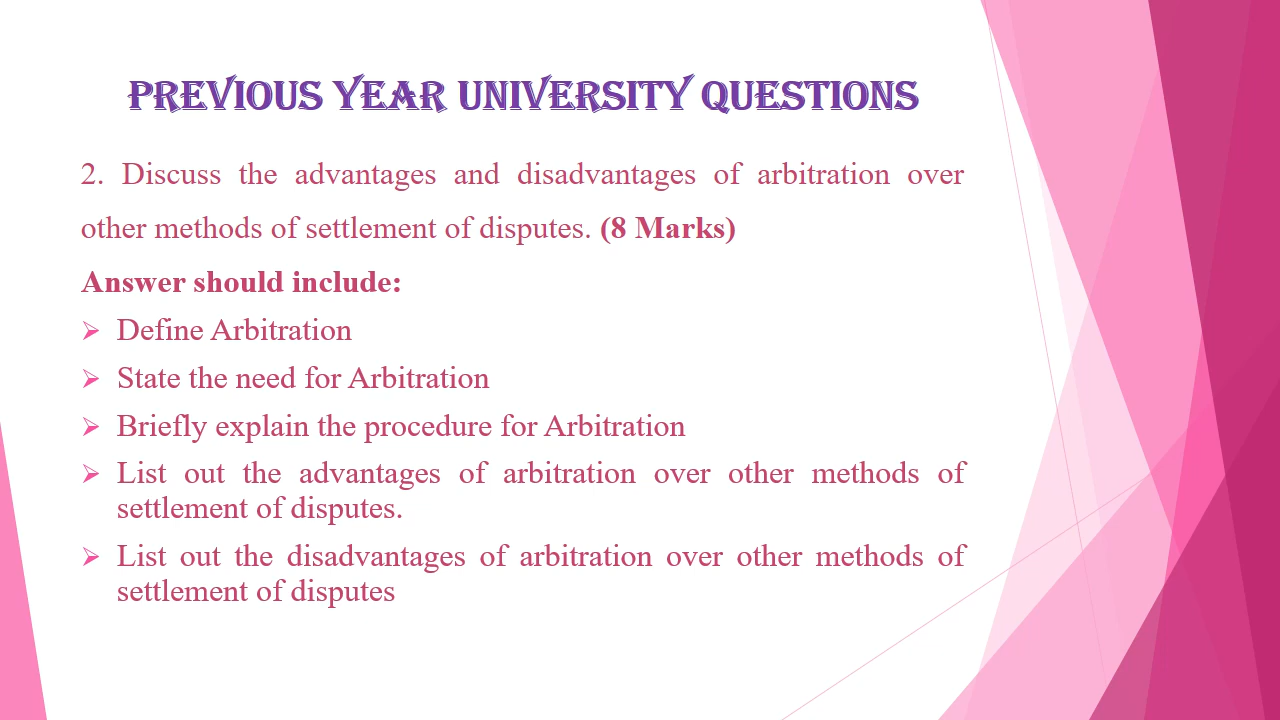 PREVIOUS YEAR UNIVERSITY QUESTIONS
2. Discuss the advantages and disadvantages of arbitration over
other methods of settlement of disputes. (8 Marks)
Answer should include:
➢ Define Arbitration
➢ State the need for Arbitration
➢ Briefly explain the procedure for Arbitration
➢ List out the advantages of arbitration over other methods of
settlement of disputes.
➢ List out the disadvantages of arbitration over other methods of
settlement of disputes